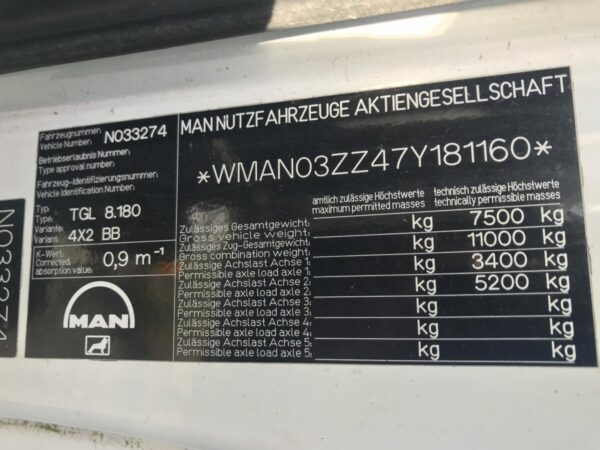 Fahrzeugnummer:
Vehicle Number: N033274
Betriebserlaubnis Nummer:
Type approval number:
Fahrzeug-Identifizierungsnummer:
Vehicle Identification Number:
Typ:
Type: TGL 8.180
Variante:
Variant: 4X2 BB
K-Wert:
Corrected
absorption value: 0,9 m⁻¹
MAN
MAN NUTZFAHRZEUGE AKTIENGESELLSCHAFT
*WMAN03ZZ47Y181160*
amtlich zulässige Höchstwerte
maximum permitted masses
technisch zulässige Höchstwerte
technically permissible masses
Zulässiges Gesamtgewicht:
Gross vehicle weight: kg 7500 kg
Zulässiges Zug-Gesamtgewicht:
Gross combination weight: kg 11000 kg
Zulässige Achslast Achse 1:
Permissible axle load axle 1: kg 3400 kg
Zulässige Achslast Achse 2:
Permissible axle load axle 2: kg 5200 kg
Zulässige Achslast Achse 3:
Permissible axle load axle 3: kg kg
Zulässige Achslast Achse 4:
Permissible axle load axle 4: kg kg
Zulässige Achslast Achse 5:
Permissible axle load axle 5: kg kg
N033274